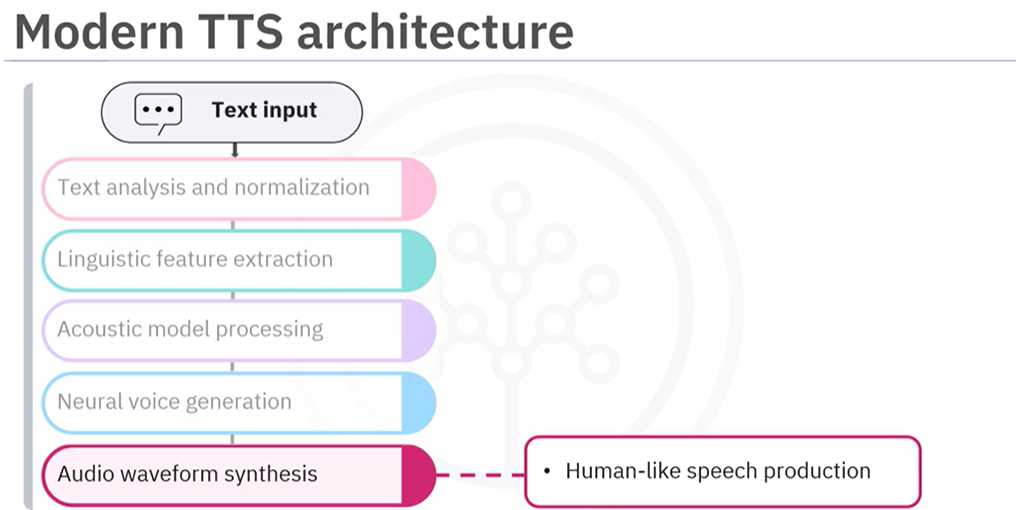 Modern TTS architecture
Text input
Text analysis and normalization
Linguistic feature extraction
Acoustic model processing
Neural voice generation
Audio waveform synthesis
• Human-like speech production